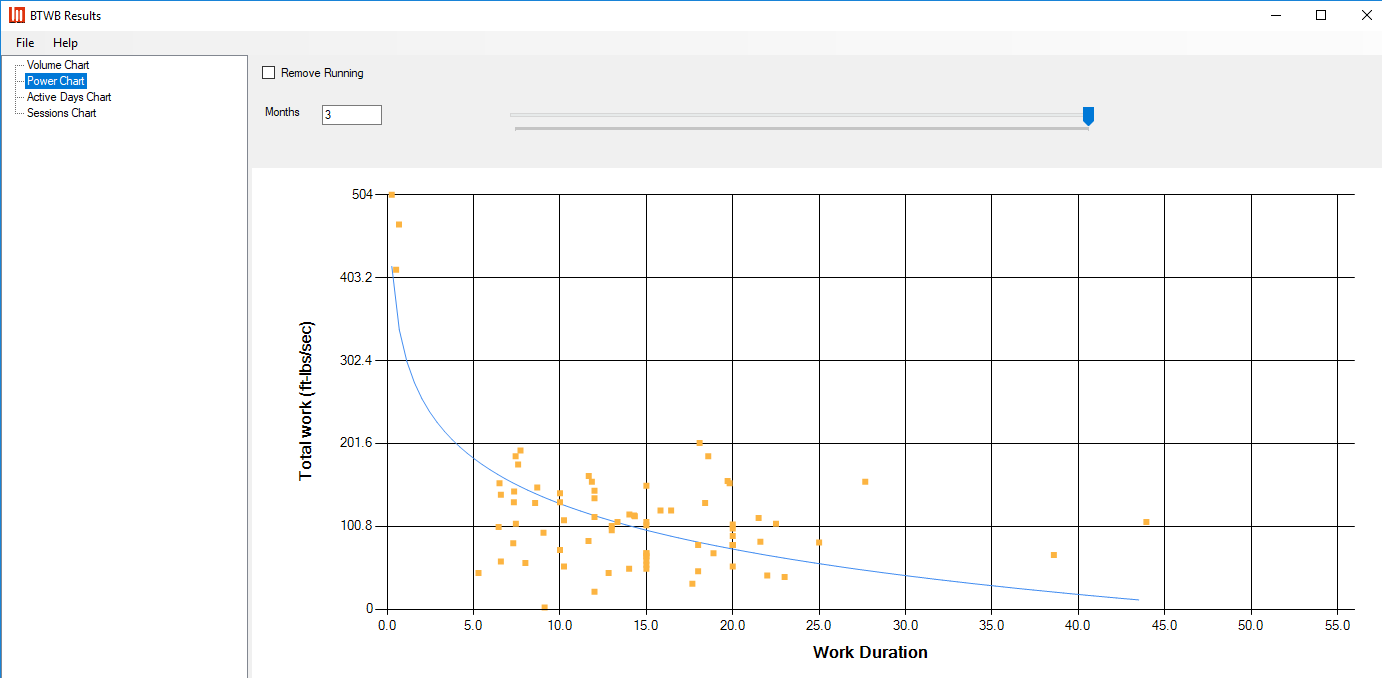 BTWB Results
File Help
Volume Chart
Power Chart
Active Days Chart
Sessions Chart
Remove Running
Months 3
504
403.2
302.4
201.6
100.8
0
Total work (ft-lbs/sec)
0.0 5.0 10.0 15.0 20.0 25.0 30.0 35.0 40.0 45.0 50.0 55.0
Work Duration